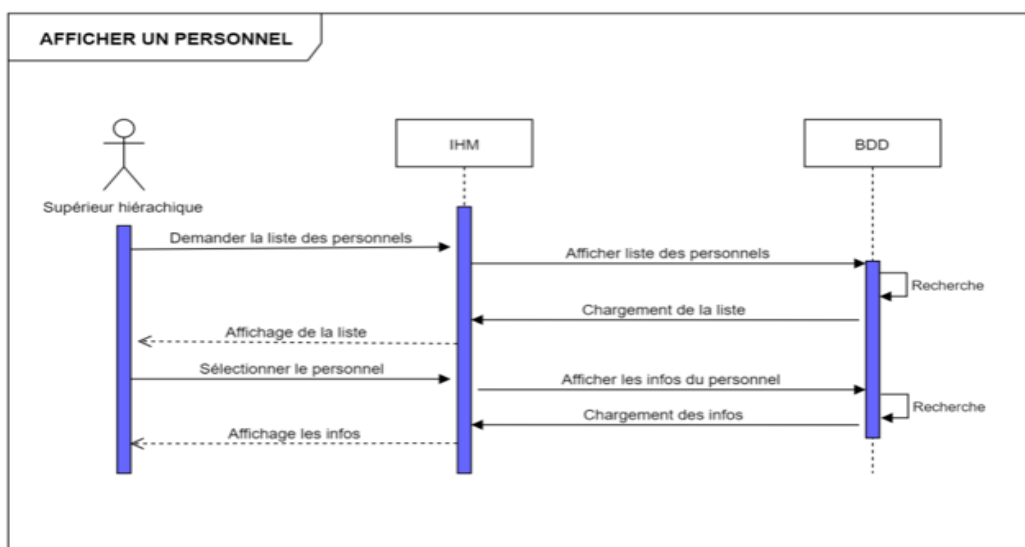 AFFICHER UN PERSONNEL
IHM
BDD
Supérieur hiérachique
Demander la liste des personnels
Afficher liste des personnels
Recherche
Chargement de la liste
Affichage de la liste
Sélectionner le personnel
Afficher les infos du personnel
Recherche
Chargement des infos
Affichage les infos